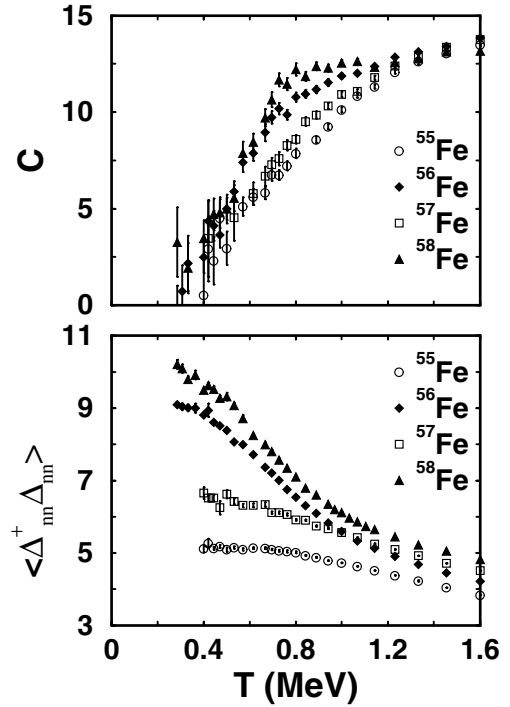 15
10
5
0
C
⁵⁵Fe
⁵⁶Fe
⁵⁷Fe
⁵⁸Fe
11
9
7
5
3
<Δ⁺ₙₙΔₙₙ>
⁵⁵Fe
⁵⁶Fe
⁵⁷Fe
⁵⁸Fe
0 0.4 0.8 1.2 1.6
T (MeV)